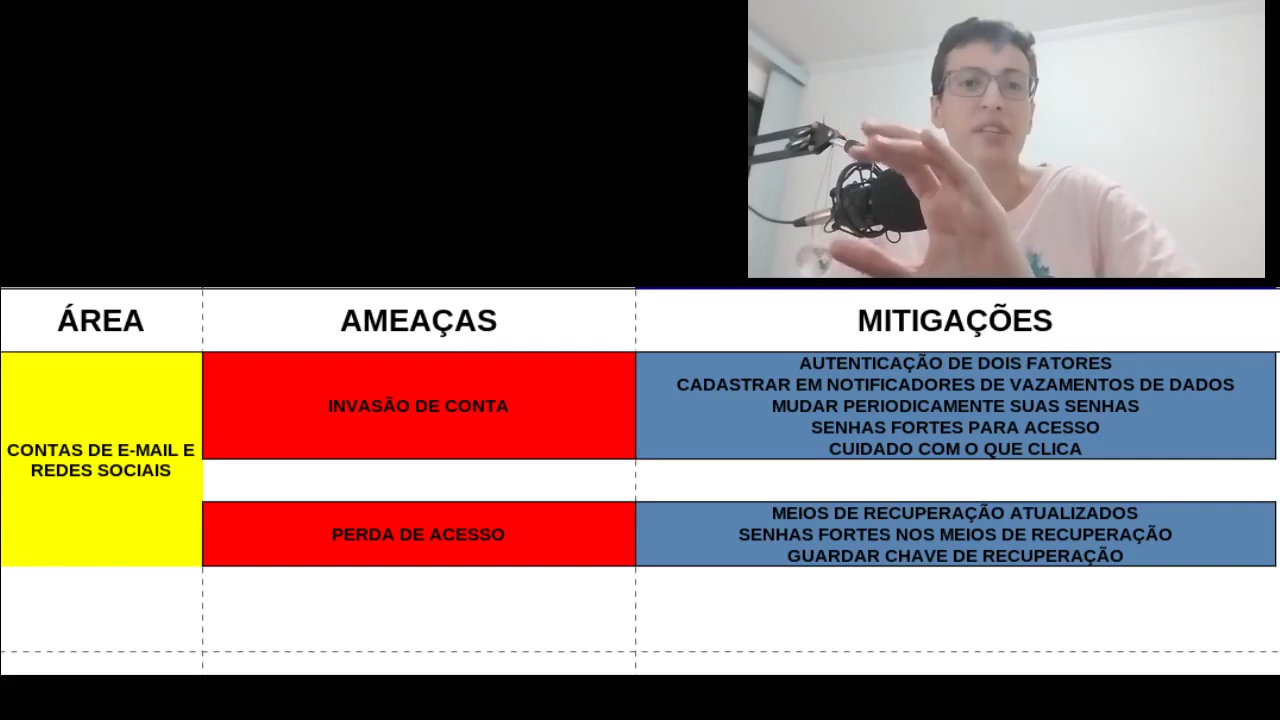 ÁREA
AMEAÇAS
MITIGAÇÕES
CONTAS DE E-MAIL E
REDES SOCIAIS
INVASÃO DE CONTA
AUTENTICAÇÃO DE DOIS FATORES
CADASTRAR EM NOTIFICADORES DE VAZAMENTOS DE DADOS
MUDAR PERIODICAMENTE SUAS SENHAS
SENHAS FORTES PARA ACESSO
CUIDADO COM O QUE CLICA
PERDA DE ACESSO
MEIOS DE RECUPERAÇÃO ATUALIZADOS
SENHAS FORTES NOS MEIOS DE RECUPERAÇÃO
GUARDAR CHAVE DE RECUPERAÇÃO